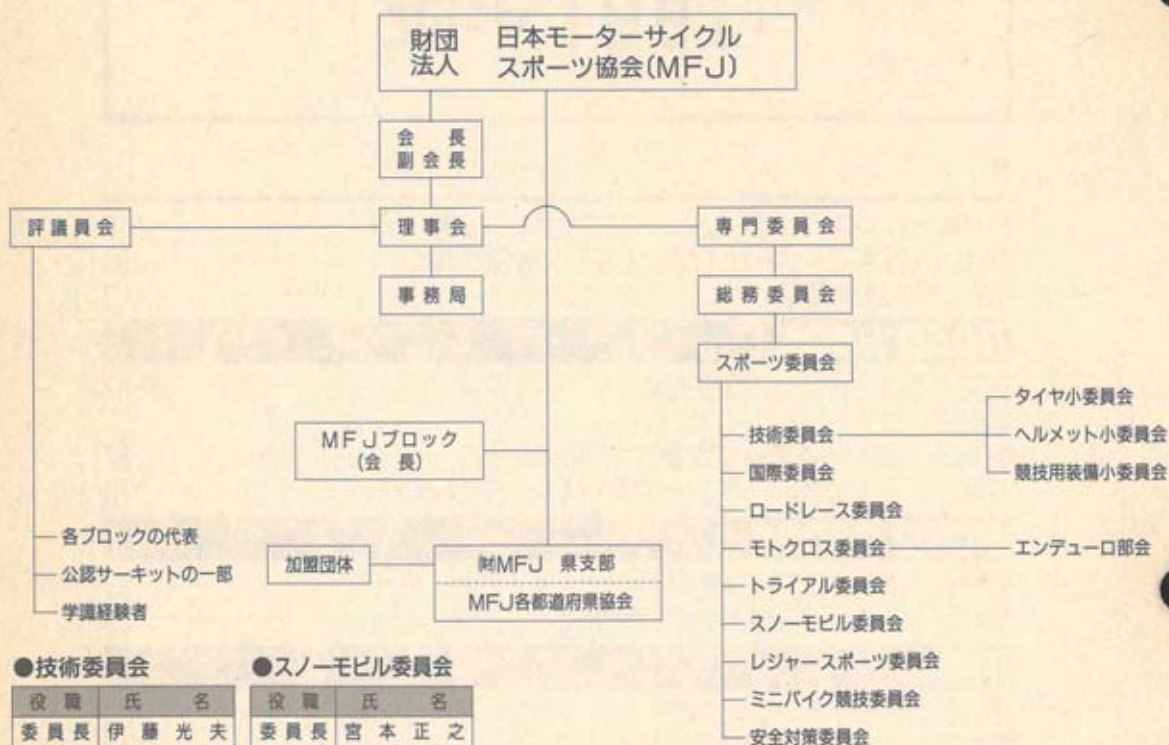 財団法人 日本モーターサイクル
スポーツ協会(MFJ)
会長
副会長
評議員会
理事会
専門委員会
事務局
総務委員会
スポーツ委員会
タイヤ小委員会
技術委員会
ヘルメット小委員会
国際委員会
競技用装備小委員会
MFJブロック
(会長)
ロードレース委員会
各ブロックの代表
モトクロス委員会
エンデューロ部会
公認サーキットの一部
加盟団体
㈶MFJ 県支部
MFJ各都道府県協会
学識経験者
トライアル委員会
スノーモビル委員会
レジャースポーツ委員会
ミニバイク競技委員会
安全対策委員会
●技術委員会
役職 氏名
委員長 伊藤光夫
●スノーモビル委員会
役職 氏名
委員長 宮本正之